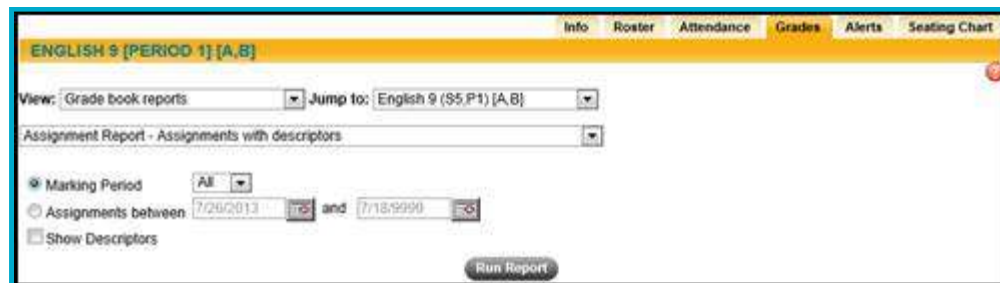 Info Roster Attendance Grades Alerts Seating Chart
ENGLISH 9 [PERIOD 1] [A,B]
View: Grade book reports Jump to: English 9 (S5,P1) [A,B]
Assignment Report - Assignments with descriptors
Marking Period All
Assignments between 7/26/2013 and 7/18/9999
Show Descriptors
Run Report